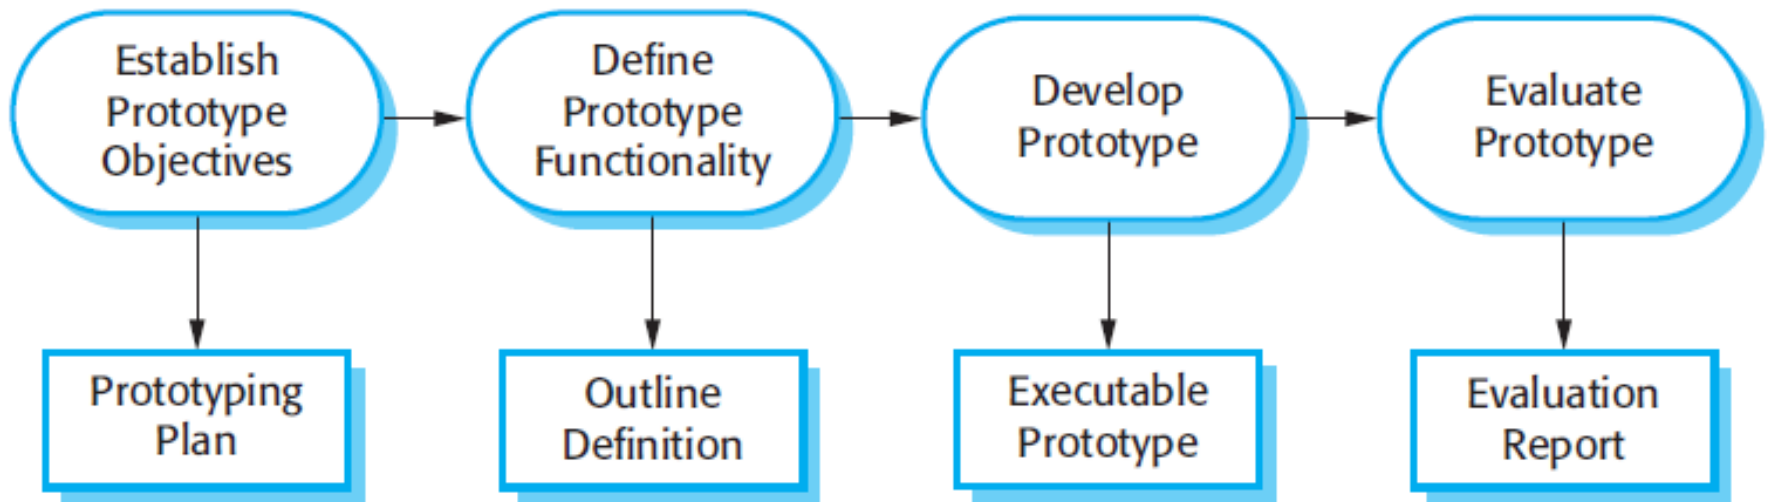 Establish
Prototype
Objectives
Define
Prototype
Functionality
Develop
Prototype
Evaluate
Prototype
Prototyping
Plan
Outline
Definition
Executable
Prototype
Evaluation
Report